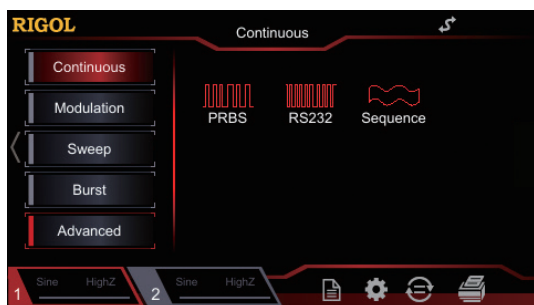 RIGOL
Continuous
Continuous
Modulation
Sweep
Burst
Advanced
PRBS
RS232
Sequence
1
Sine
HighZ
2
Sine
HighZ